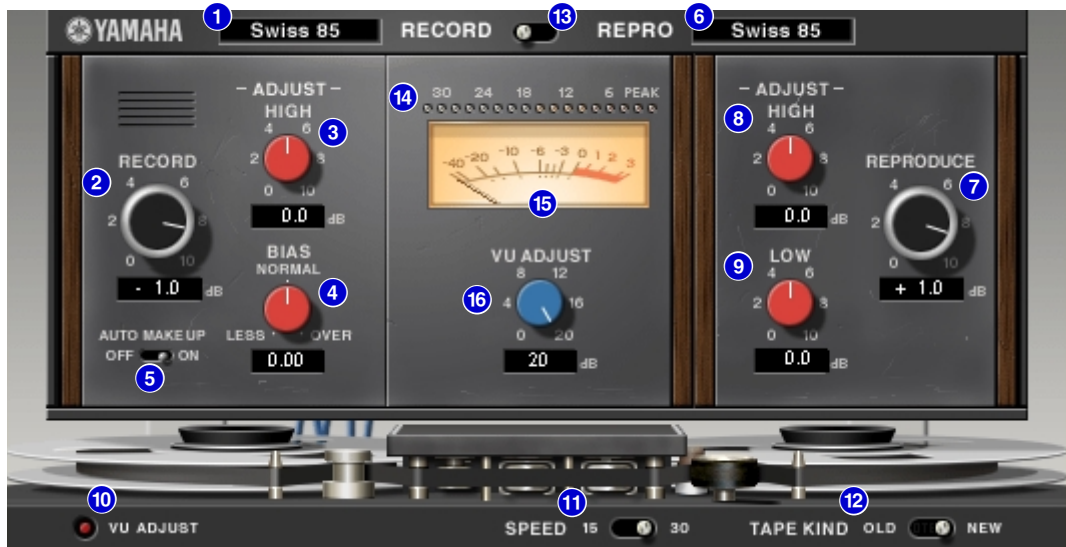 1 6
YAMAHA Swiss 85 RECORD 13 REPRO Swiss 85
14 30 24 18 12 6 PEAK
- ADJUST -
HIGH
3
4 6
2 8
0 10
0.0 dB
RECORD
2
4 6
2 8
0 10
- 1.0 dB
BIAS
NORMAL
4
LESS OVER
0.00
AUTO MAKE UP
OFF ON
5
-40 -20 -10 -6 -3 0 1 2 3
15
VU ADJUST
16
8 12
4 16
0 20
20 dB
- ADJUST -
HIGH
8
4 6
2 8
0 10
0.0 dB
LOW
9
4 6
2 8
0 10
0.0 dB
REPRODUCE
7
4 6
2 8
0 10
+ 1.0 dB
10 11 12
VU ADJUST SPEED 15 30 TAPE KIND OLD NEW